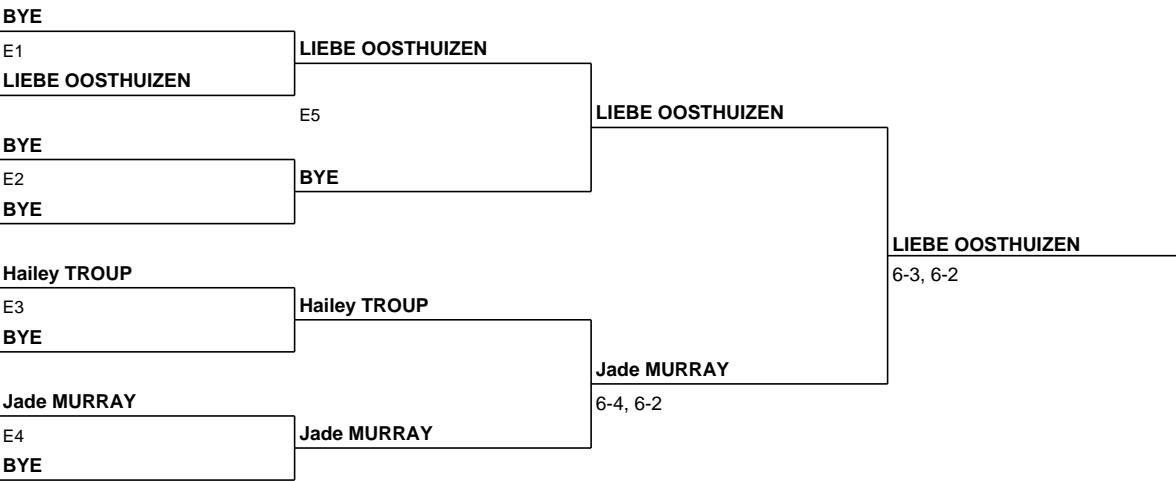 BYE
E1
LIEBE OOSTHUIZEN
LIEBE OOSTHUIZEN
E5
LIEBE OOSTHUIZEN
BYE
E2
BYE
BYE
LIEBE OOSTHUIZEN
6-3, 6-2
Hailey TROUP
E3
Hailey TROUP
BYE
Jade MURRAY
6-4, 6-2
Jade MURRAY
E4
Jade MURRAY
BYE